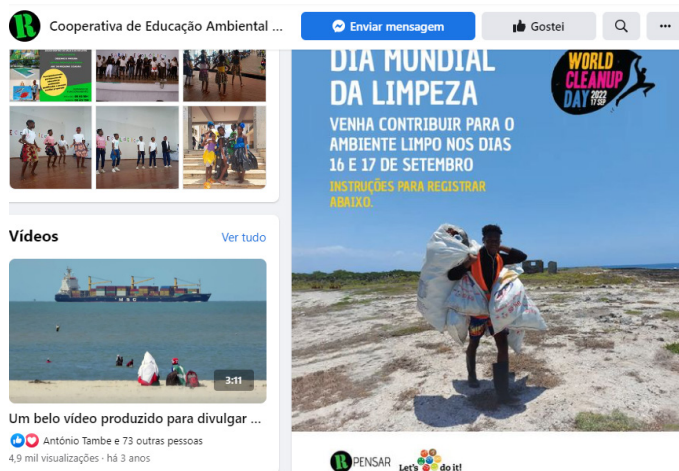 R
Cooperativa de Educação Ambiental ...
Enviar mensagem
Gostei
Vídeos
Ver tudo
MSC
3:11
Um belo vídeo produzido para divulgar ...
António Tambe e 73 outras pessoas
4,9 mil visualizações · há 3 anos
DIA MUNDIAL
DA LIMPEZA
VENHA CONTRIBUIR PARA O
AMBIENTE LIMPO NOS DIAS
16 E 17 DE SETEMBRO
INSTRUÇÕES PARA REGISTRAR
ABAIXO.
WORLD
CLEANUP
DAY 2022
17 SEP
R PENSAR
Let's do it!